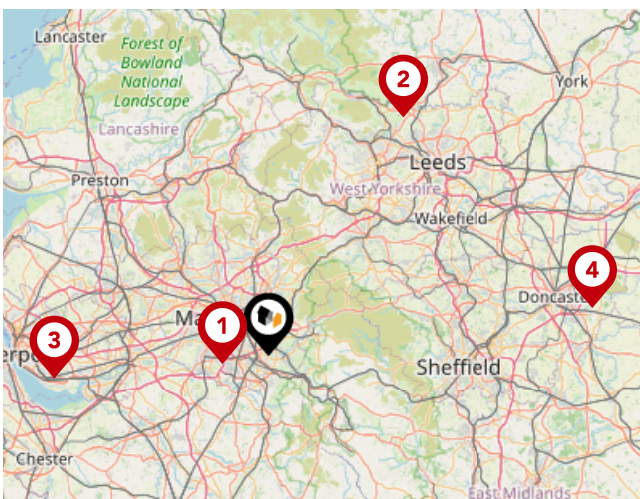 Lancaster
Forest of
Bowland
National
Landscape
2
York
Lancashire
Leeds
Preston
West Yorkshire
Wakefield
4
Doncaste
Ma
1
3
erpo
Sheffield
Chester
East Midlands